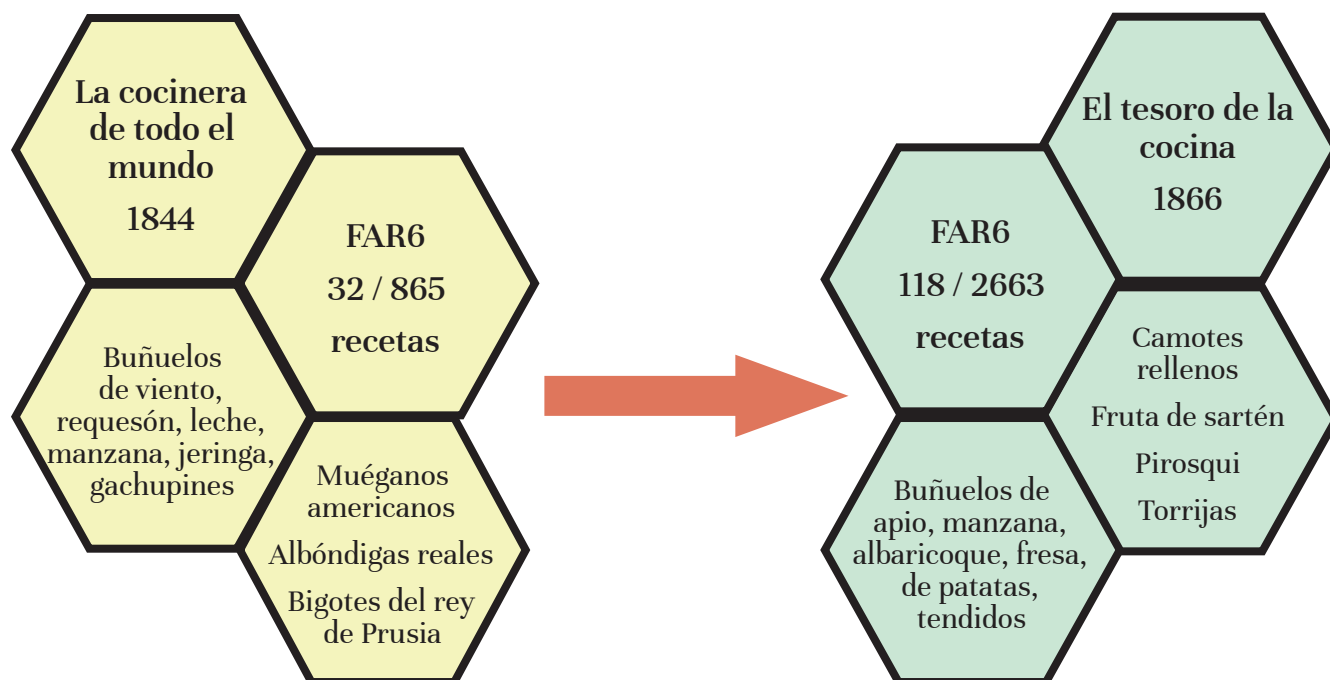 La cocinera
de todo el
mundo
1844
FAR6
32 / 865
recetas
Buñuelos
de viento,
requesón, leche,
manzana, jeringa,
gachupines
Muéganos
americanos
Albóndigas reales
Bigotes del rey
de Prusia
El tesoro de la
cocina
1866
FAR6
118 / 2663
recetas
Camotes
rellenos
Fruta de sartén
Pirosqui
Torrijas
Buñuelos de
apio, manzana,
albaricoque, fresa,
de patatas,
tendidos